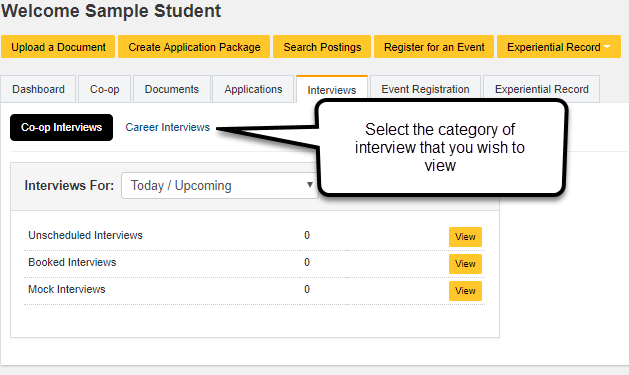 Welcome Sample Student
Upload a Document Create Application Package Search Postings Register for an Event Experiential Record
Dashboard Co-op Documents Applications Interviews Event Registration Experiential Record
Co-op Interviews Career Interviews
Select the category of
interview that you wish to
view
Interviews For: Today / Upcoming
Unscheduled Interviews 0 View
Booked Interviews 0 View
Mock Interviews 0 View